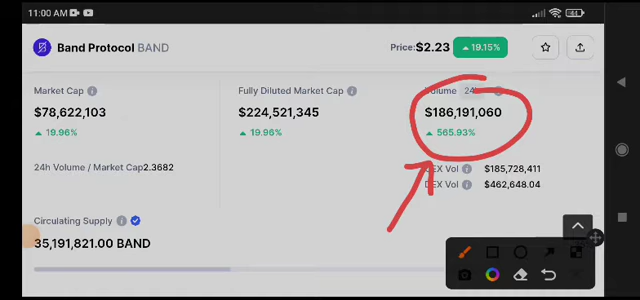 11:00 AM
Band Protocol BAND
Price: $2.23 19.15%
Market Cap
$78,622,103
19.96%
24h Volume / Market Cap 2.3682
Fully Diluted Market Cap
$224,521,345
19.96%
Volume 24h
$186,191,060
565.93%
EX Vol $185,728,411
DEX Vol $462,648.04
Circulating Supply
35,191,821.00 BAND